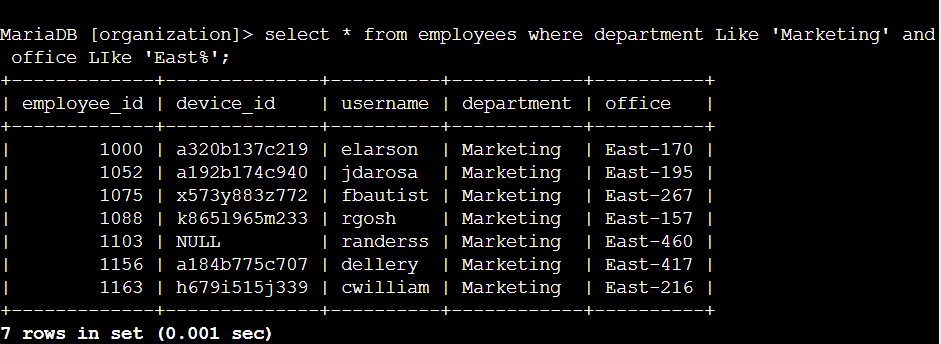 MariaDB [organization]> select * from employees where department Like 'Marketing' and
 office LIke 'East%';
+-------------+--------------+----------+------------+----------+
| employee_id | device_id    | username | department | office   |
+-------------+--------------+----------+------------+----------+
|        1000 | a320b137c219 | elarson  | Marketing  | East-170 |
|        1052 | a192b174c940 | jdarosa  | Marketing  | East-195 |
|        1075 | x573y883z772 | fbautist | Marketing  | East-267 |
|        1088 | k865l965m233 | rgosh    | Marketing  | East-157 |
|        1103 | NULL         | randerss | Marketing  | East-460 |
|        1156 | a184b775c707 | dellery  | Marketing  | East-417 |
|        1163 | h679i515j339 | cwilliam | Marketing  | East-216 |
+-------------+--------------+----------+------------+----------+
7 rows in set (0.001 sec)